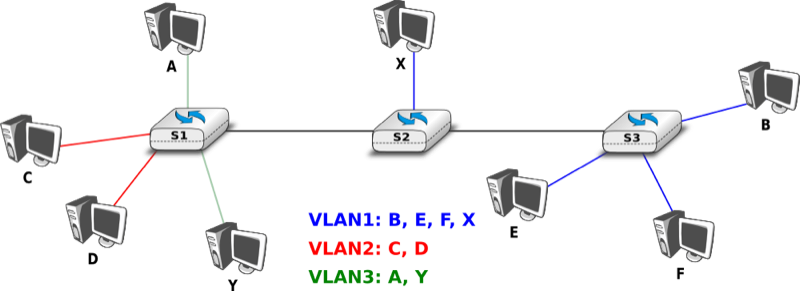 A
X
B
S1
S2
S3
C
D
Y
E
F
VLAN1: B, E, F, X
VLAN2: C, D
VLAN3: A, Y